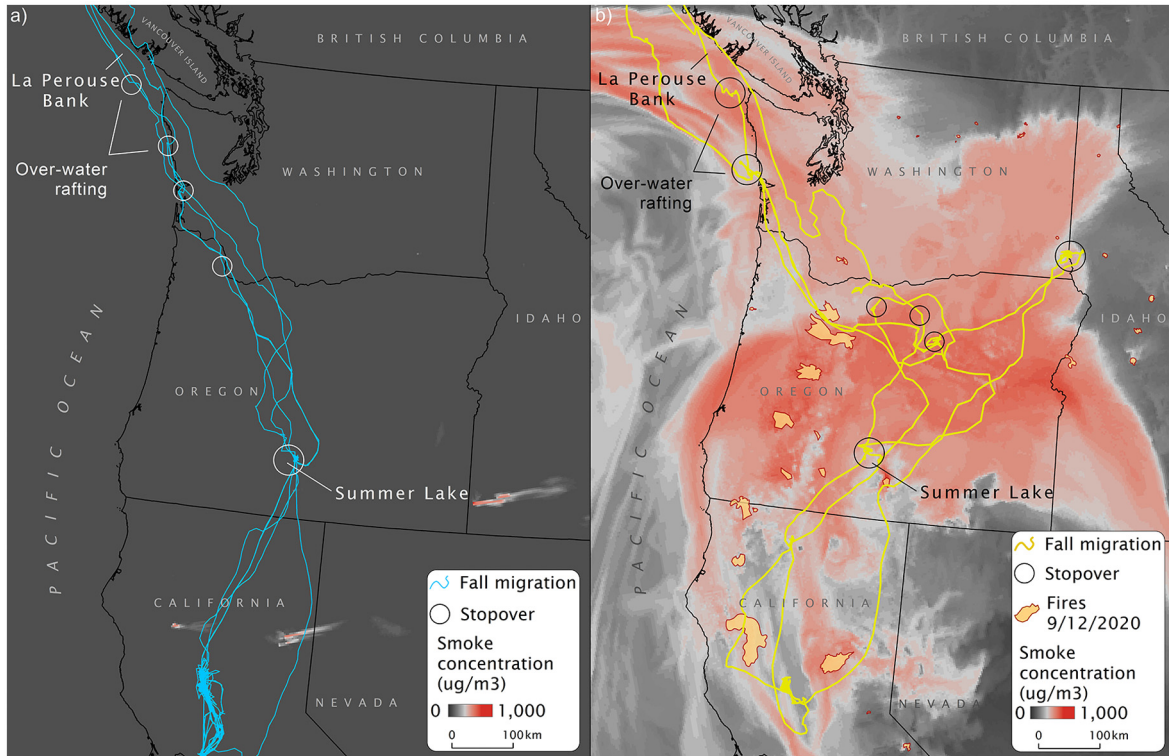 a)
VANCOUVER ISLAND
BRITISH COLUMBIA
La Perouse
Bank
Over-water
rafting
WASHINGTON
PACIFIC OCEAN
IDAHO
OREGON
Summer Lake
CALIFORNIA
NEVADA
Fall migration
Stopover
Smoke
concentration
(ug/m3)
0 1,000
0 100km
b)
VANCOUVER ISLAND
BRITISH COLUMBIA
La Perouse
Bank
Over-water
rafting
WASHINGTON
PACIFIC OCEAN
IDAHO
OREGON
Summer Lake
CALIFORNIA
NEVADA
Fall migration
Stopover
Fires
9/12/2020
Smoke
concentration
(ug/m3)
0 1,000
0 100km